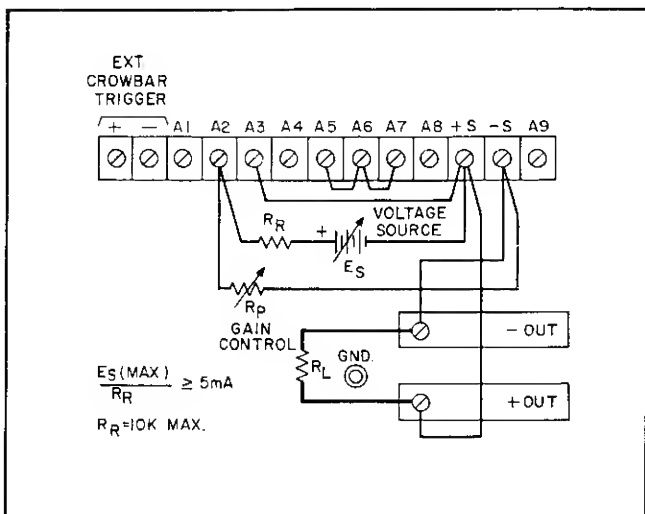 EXT
CROWBAR
TRIGGER
+ − A1 A2 A3 A4 A5 A6 A7 A8 +S −S A9
RR + VOLTAGE
SOURCE
ES
RP
GAIN
CONTROL
− OUT
RL GND.
+ OUT
ES(MAX)
RR
≥ 5mA
RR=10K MAX.